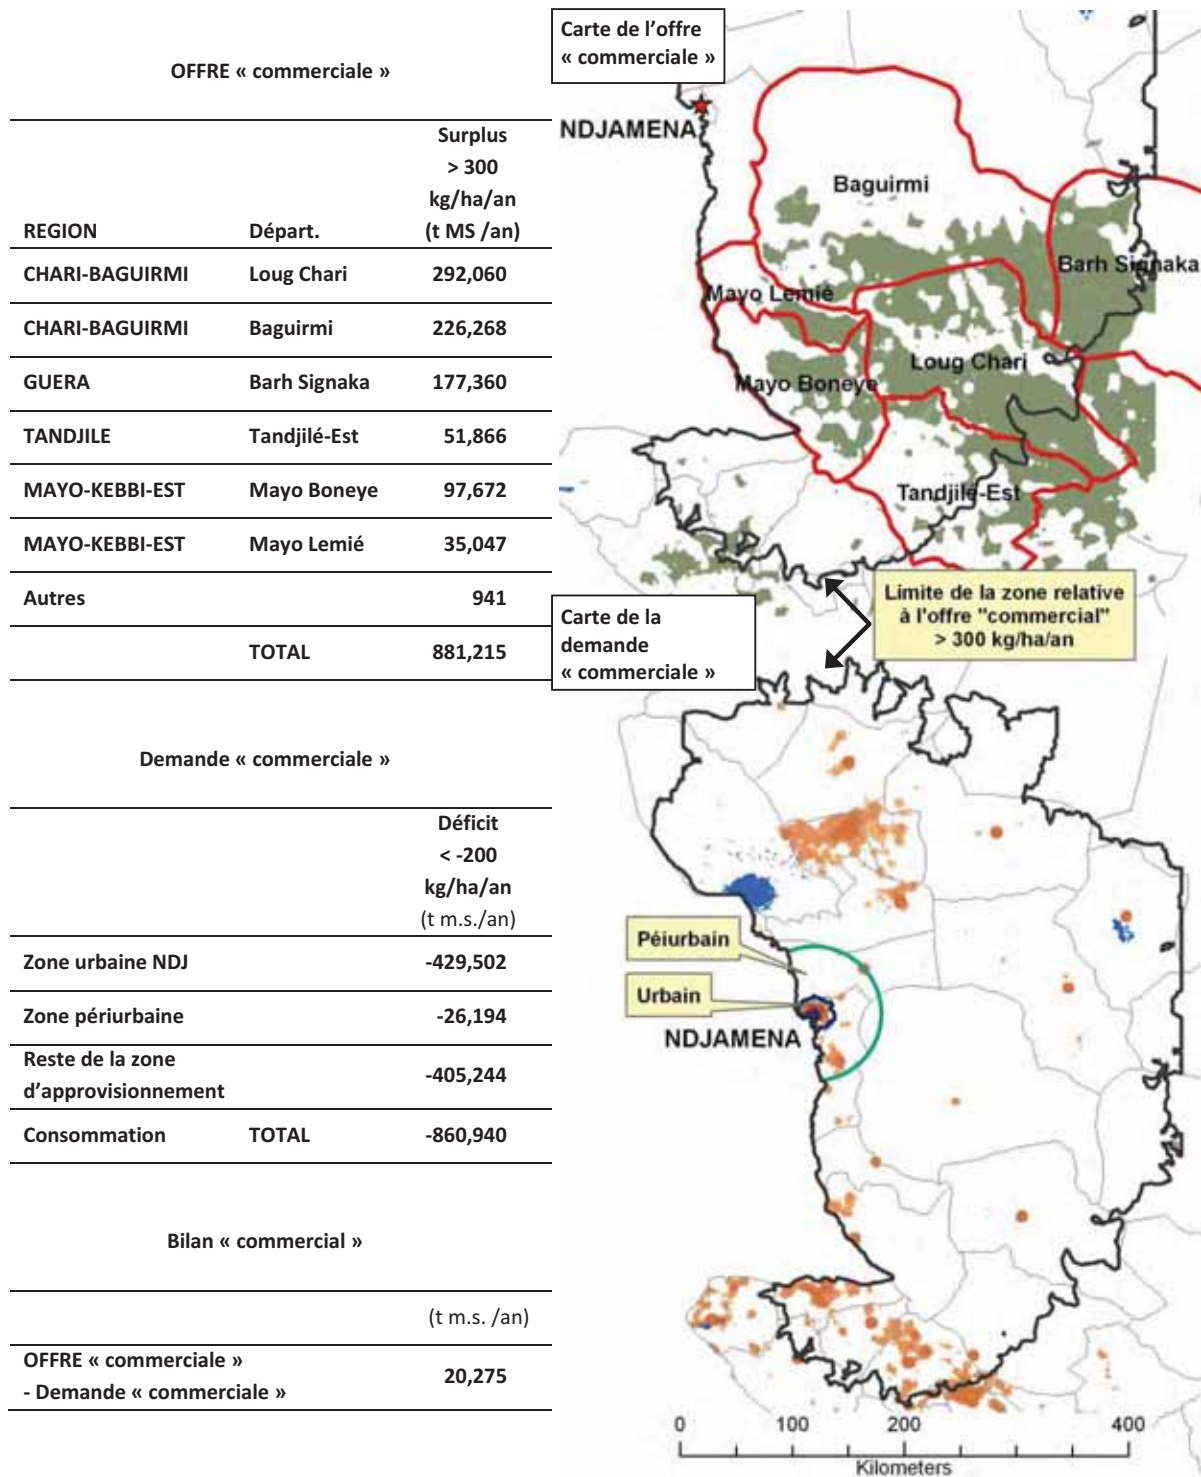 OFFRE « commerciale »
Surplus
> 300
kg/ha/an
REGION Départ. (t MS /an)
CHARI-BAGUIRMI Loug Chari 292,060
CHARI-BAGUIRMI Baguirmi 226,268
GUERA Barh Signaka 177,360
TANDJILE Tandjilé-Est 51,866
MAYO-KEBBI-EST Mayo Boneye 97,672
MAYO-KEBBI-EST Mayo Lemié 35,047
Autres 941
TOTAL 881,215
Demande « commerciale »
Déficit
< -200
kg/ha/an
(t m.s./an)
Zone urbaine NDJ -429,502
Zone périurbaine -26,194
Reste de la zone
d'approvisionnement -405,244
Consommation TOTAL -860,940
Bilan « commercial »
(t m.s. /an)
OFFRE « commerciale »
- Demande « commerciale » 20,275
Carte de l'offre
« commerciale »
NDJAMENA
Baguirmi
Barh Signaka
Mayo Lemié
Loug Chari
Mayo Boneye
Tandjilé-Est
Limite de la zone relative
à l'offre "commercial"
> 300 kg/ha/an
Carte de la
demande
« commerciale »
Péiurbain
Urbain
NDJAMENA
0 100 200 400
Kilometers